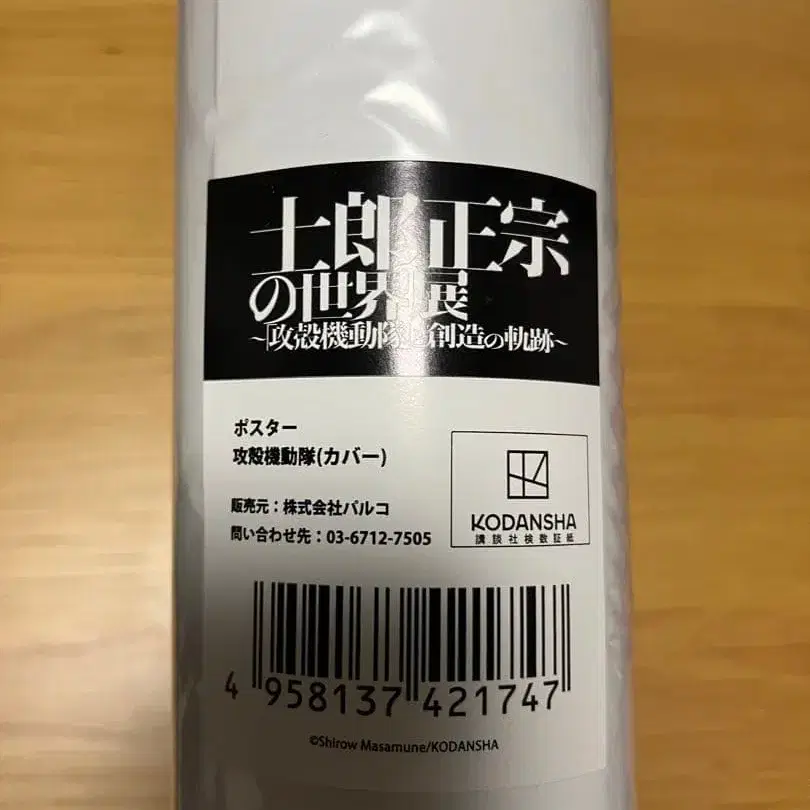 士郎正宗
の世界展
~「攻殻機動隊」と創造の軌跡~
ポスター
攻殻機動隊(カバー)
販売元：株式会社パルコ
問い合わせ先：03-6712-7505
KODANSHA
講談社検数証紙
4 958137 421747
©Shirow Masamune/KODANSHA